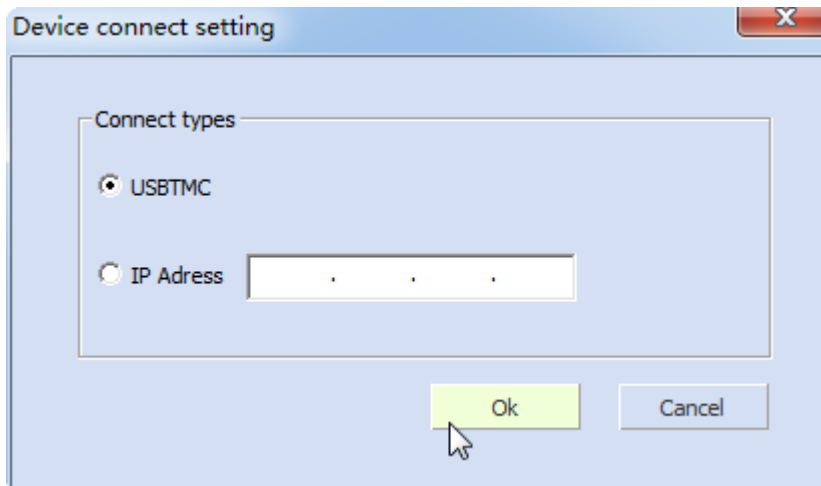 Device connect setting
Connect types
USBTMC
IP Adress . . .
Ok Cancel